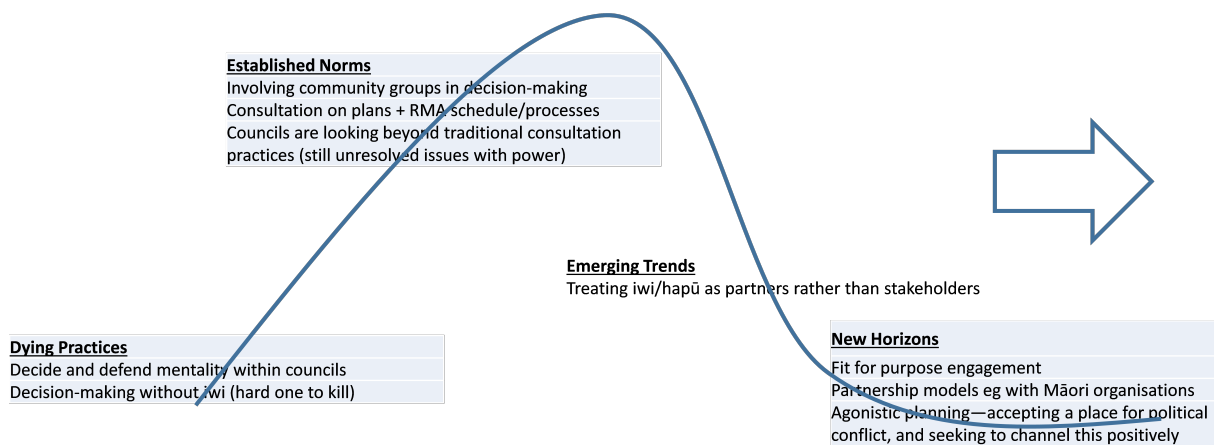 Established Norms
Involving community groups in decision-making
Consultation on plans + RMA schedule/processes
Councils are looking beyond traditional consultation
practices (still unresolved issues with power)
Emerging Trends
Treating iwi/hapū as partners rather than stakeholders
Dying Practices
Decide and defend mentality within councils
Decision-making without iwi (hard one to kill)
New Horizons
Fit for purpose engagement
Partnership models eg with Māori organisations
Agonistic planning—accepting a place for political
conflict, and seeking to channel this positively